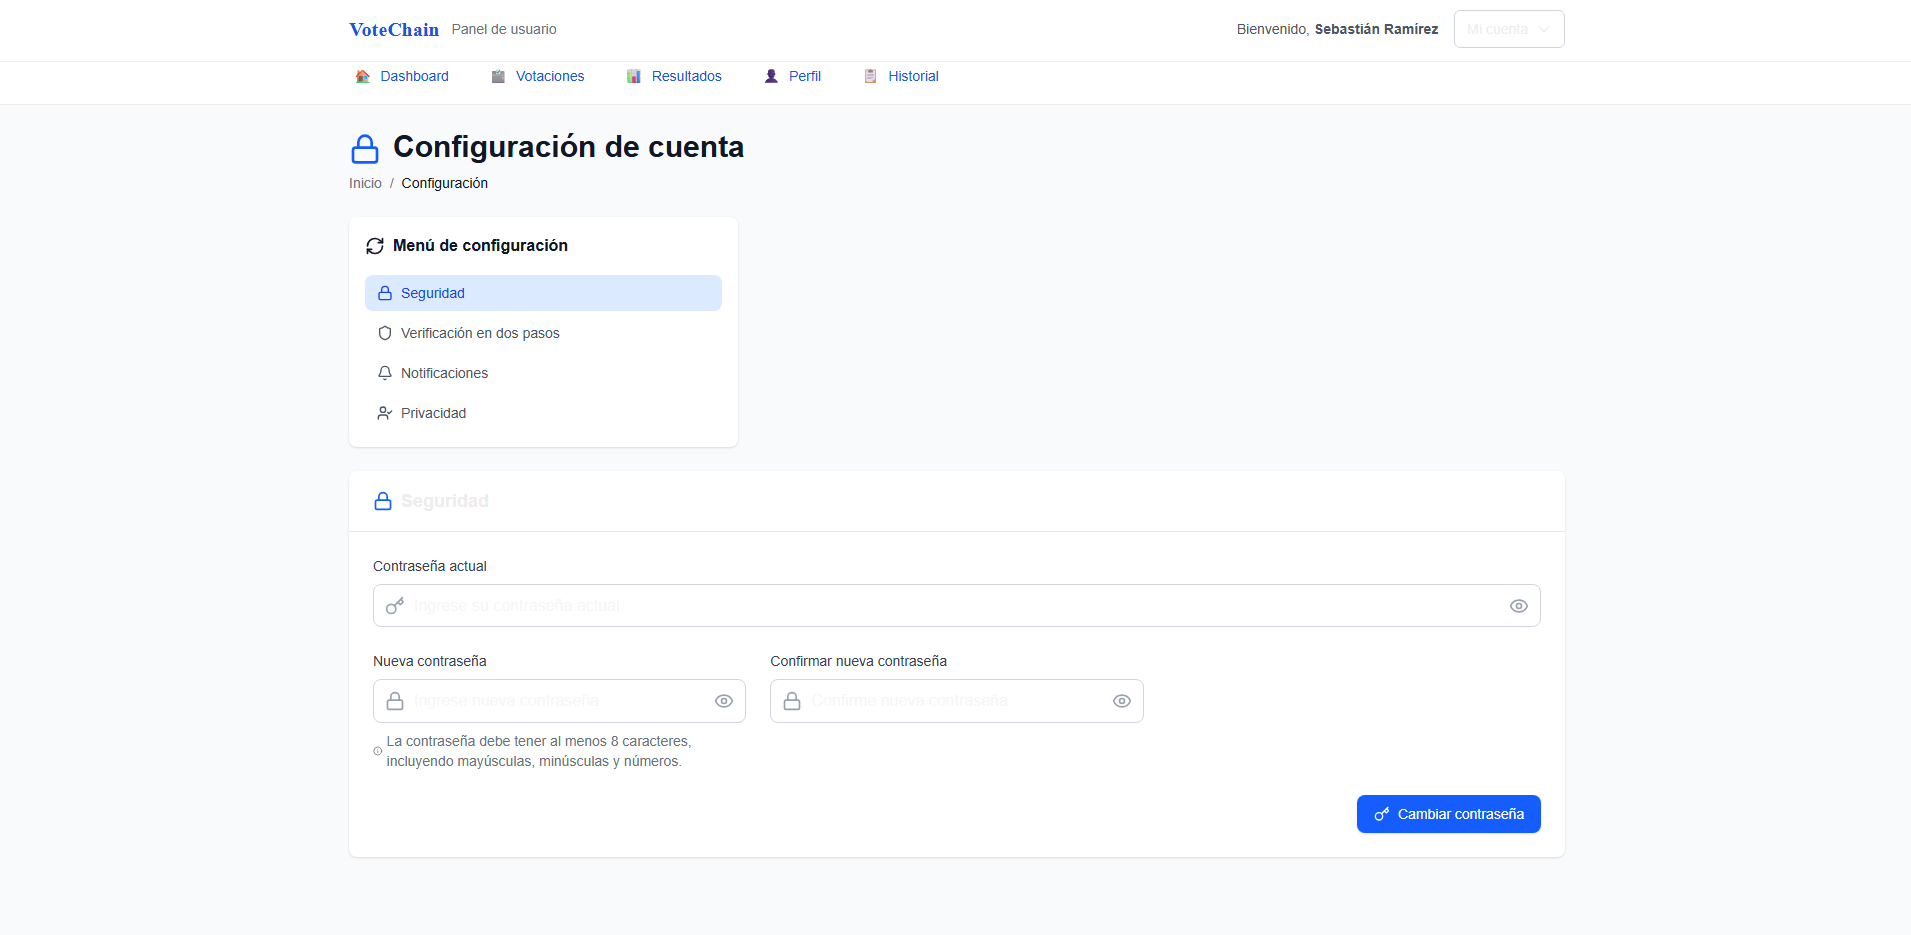 VoteChain Panel de usuario
Bienvenido, Sebastián Ramírez
Mi cuenta
Dashboard Votaciones Resultados Perfil Historial
Configuración de cuenta
Inicio / Configuración
Menú de configuración
Seguridad
Verificación en dos pasos
Notificaciones
Privacidad
Seguridad
Contraseña actual
Ingrese su contraseña actual
Nueva contraseña
Ingrese nueva contraseña
Confirmar nueva contraseña
Confirme nueva contraseña
La contraseña debe tener al menos 8 caracteres,
incluyendo mayúsculas, minúsculas y números.
Cambiar contraseña